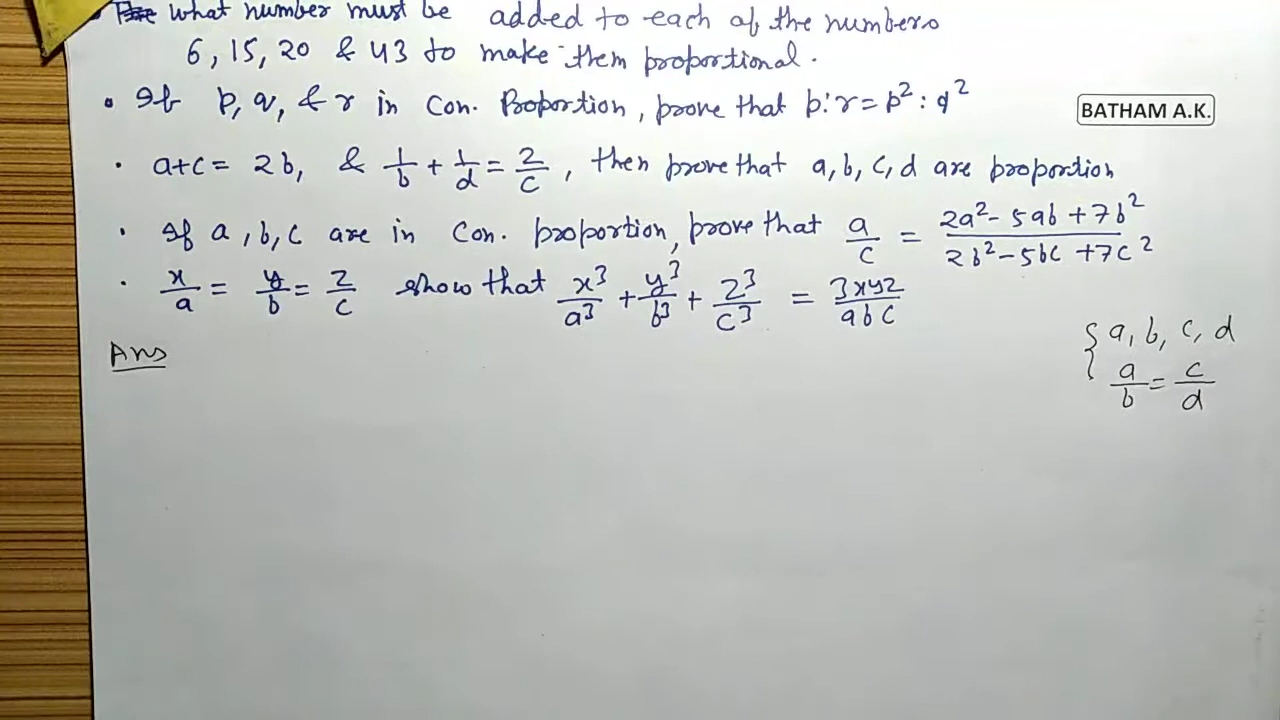 What number must be added to each of the numbers
6, 15, 20 & 43 to make them proportional.
• If p, q, & r in Con. Proportion, prove that p:r = p² : q²
BATHAM A.K.
• a+c = 2b, & 1/b + 1/d = 2/c, then prove that a, b, c, d are proportion
• If a, b, c are in Con. proportion, prove that a/c = (2a² - 5ab + 7b²)/(2b² - 5bc + 7c²)
• x/a = y/b = z/c show that x³/a³ + y³/b³ + z³/c³ = 3xyz/abc
Ans
{ a, b, c, d
a/b = c/d